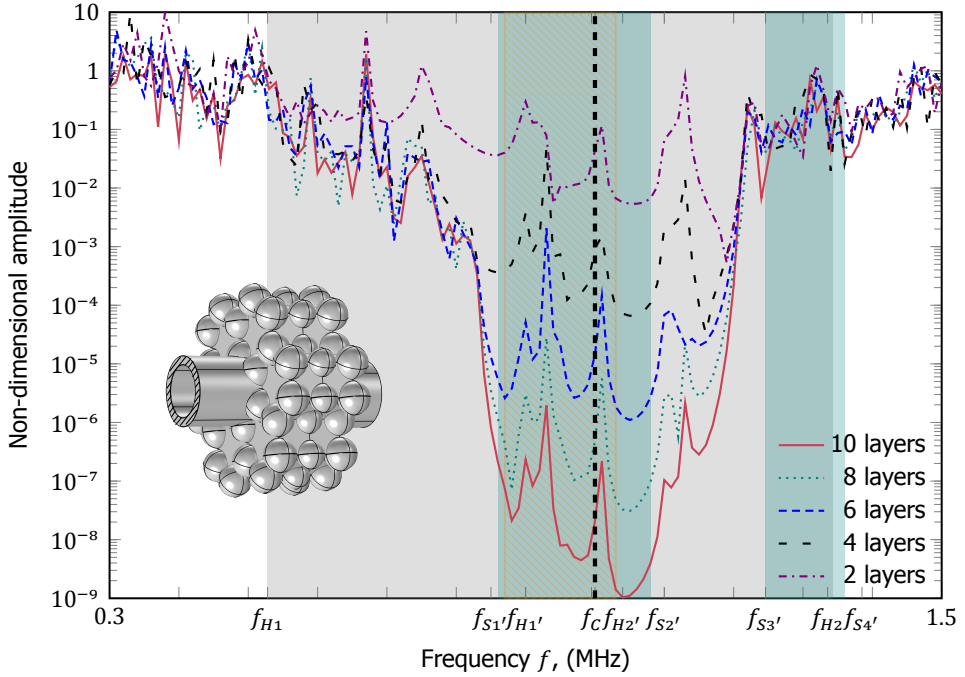 10
1
10⁻¹
10⁻²
10⁻³
10⁻⁴
10⁻⁵
10⁻⁶
10⁻⁷
10⁻⁸
10⁻⁹
Non-dimensional amplitude
10 layers
8 layers
6 layers
4 layers
2 layers
0.3 f_H1 f_S1′ f_H1′ f_C f_H2′ f_S2′ f_S3′ f_H2 f_S4′ 1.5
Frequency f, (MHz)